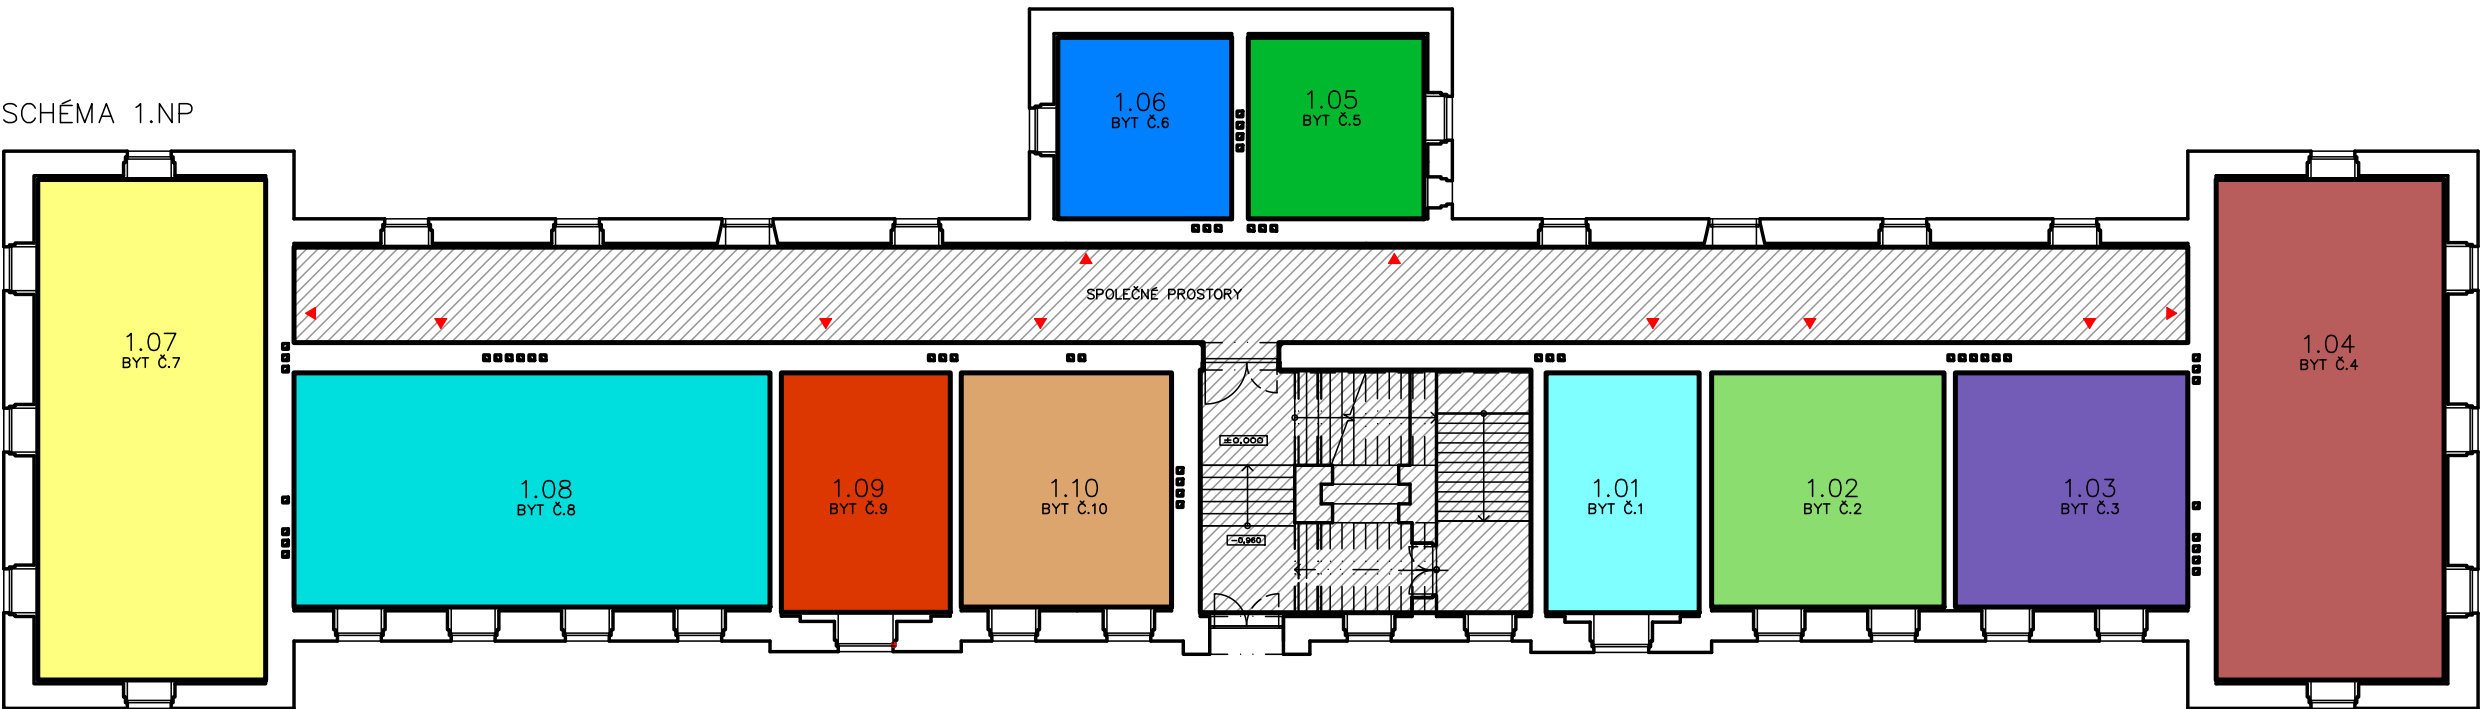 SCHÉMA 1.NP
1.06
BYT Č.6
1.05
BYT Č.5
SPOLEČNÉ PROSTORY
1.07
BYT Č.7
1.04
BYT Č.4
1.08
BYT Č.8
1.09
BYT Č.9
1.10
BYT Č.10
±0,000
-0,960
1.01
BYT Č.1
1.02
BYT Č.2
1.03
BYT Č.3